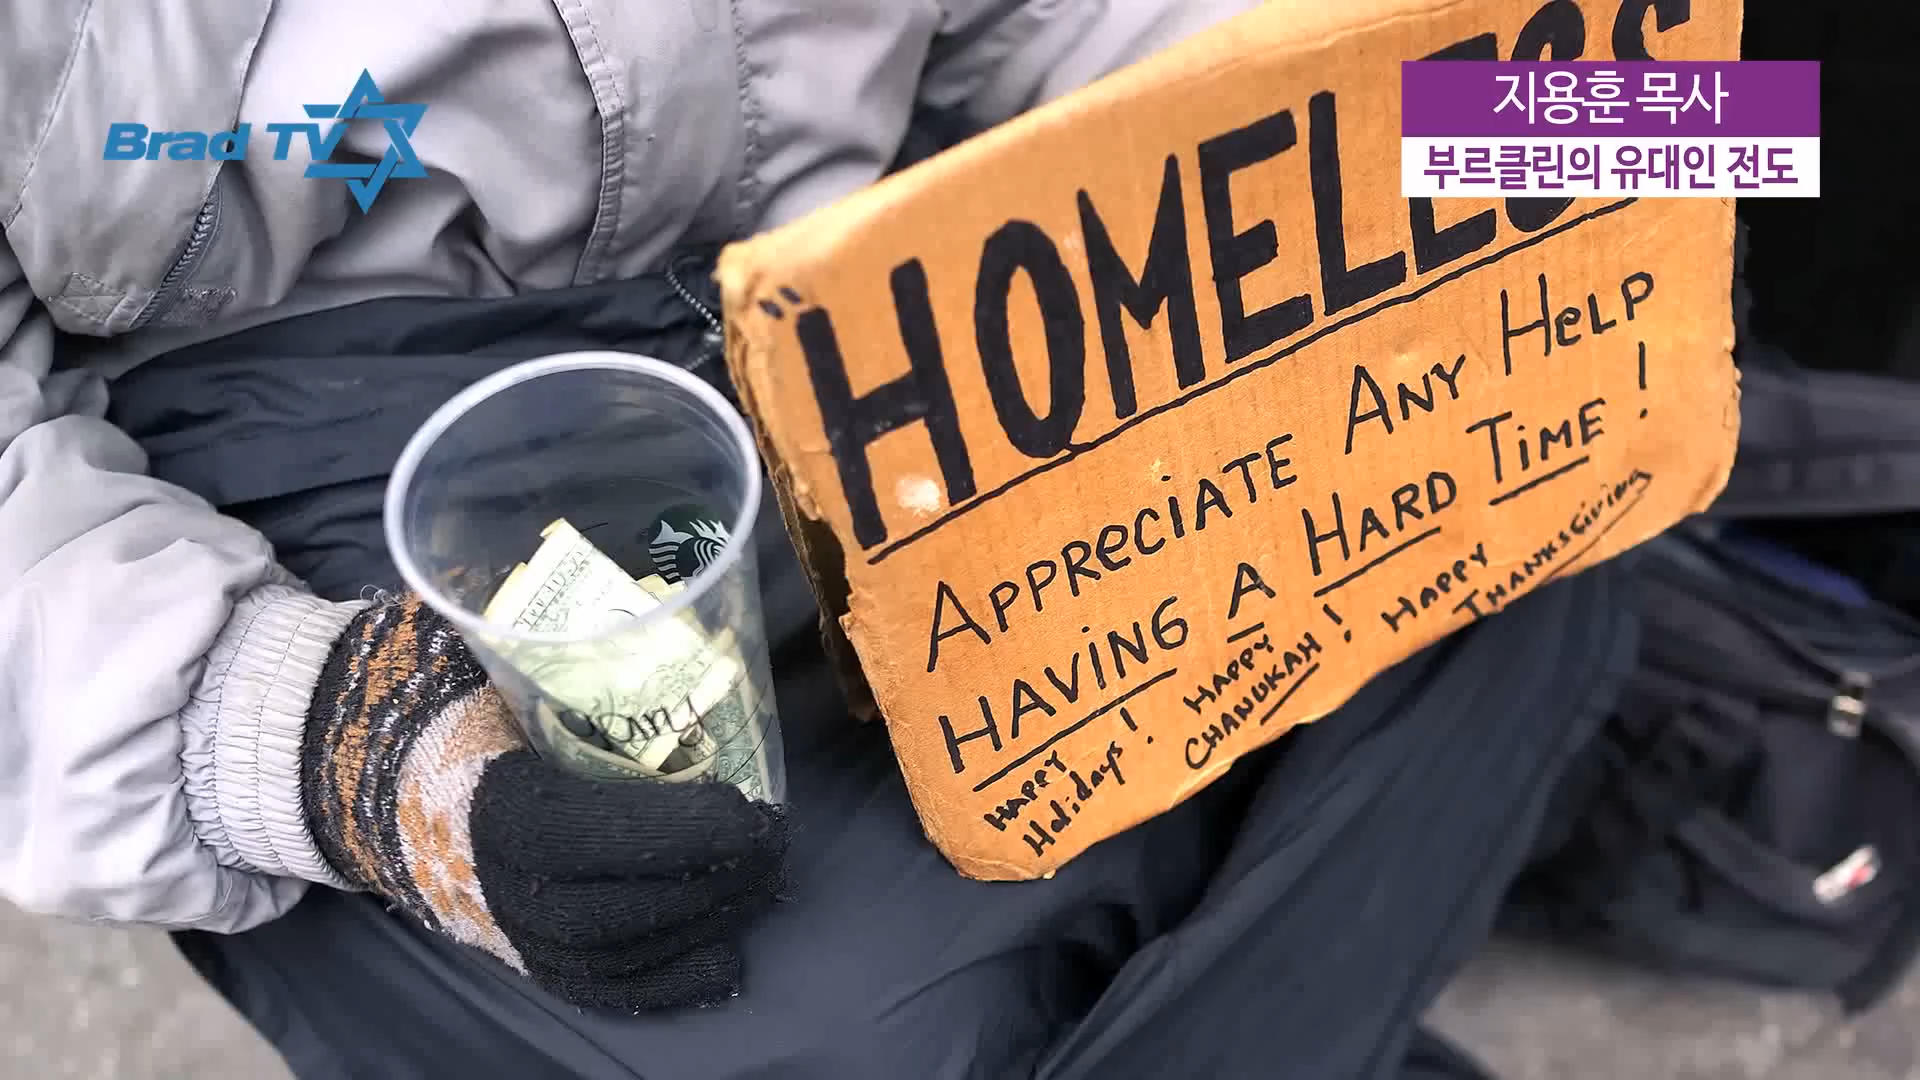 Brad TV
지용훈 목사
부르클린의 유대인 전도
"HOMELESS
APPRECIATE ANY HELP
HAVING A HARD TIME!
HAPPY Holidays!
HAPPY CHANUKAH!
HAPPY THANKSGIVING